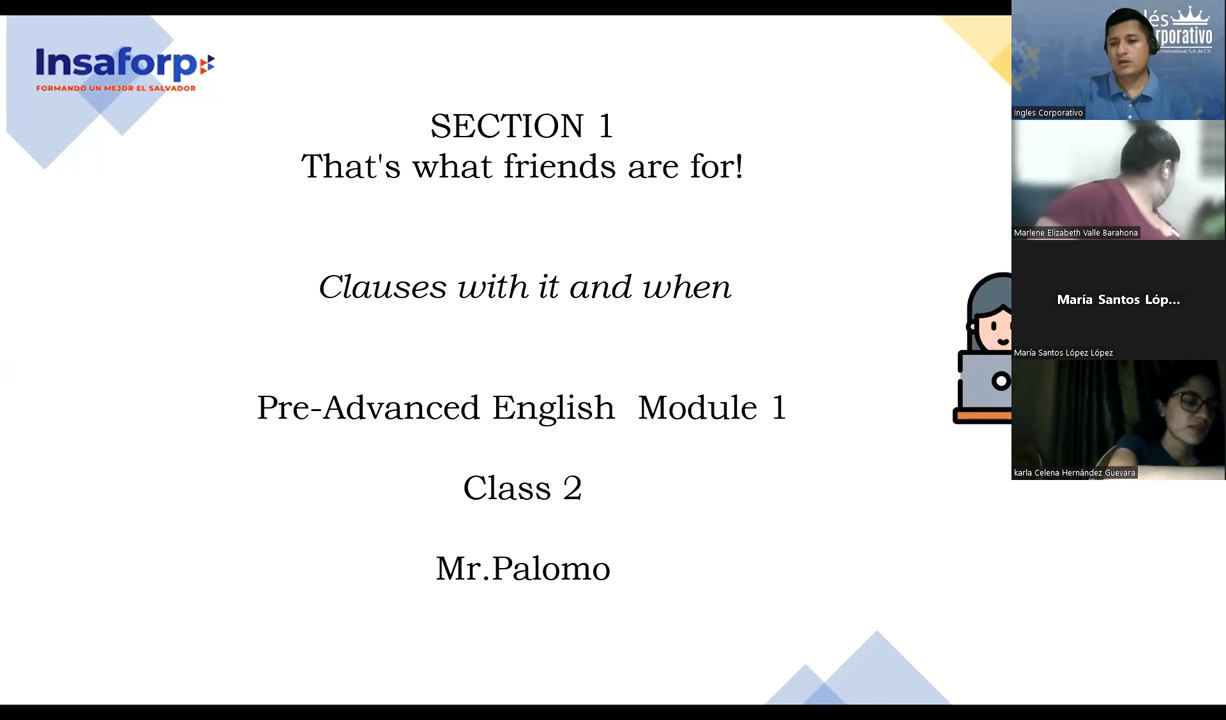 Insaforp
FORMANDO UN MEJOR EL SALVADOR
SECTION 1
That's what friends are for!
Clauses with it and when
Pre-Advanced English Module 1
Class 2
Mr.Palomo
Ingles Corporativo
Marlene Elizabeth Valle Barahona
María Santos Lóp...
María Santos López López
karla Celena Hernández Guevara